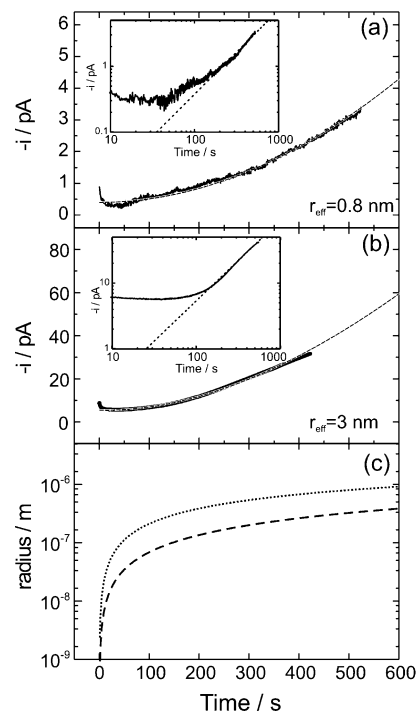 6
(a)
5
4
3
2
1
0
-i / pA
1
0.1
-i / pA
10 100 1000
Time / s
r_eff=0.8 nm
80
(b)
60
40
20
0
-i / pA
10
1
-i / pA
10 100 1000
Time / s
r_eff=3 nm
(c)
10^-6
10^-7
10^-8
10^-9
radius / m
0 100 200 300 400 500 600
Time / s